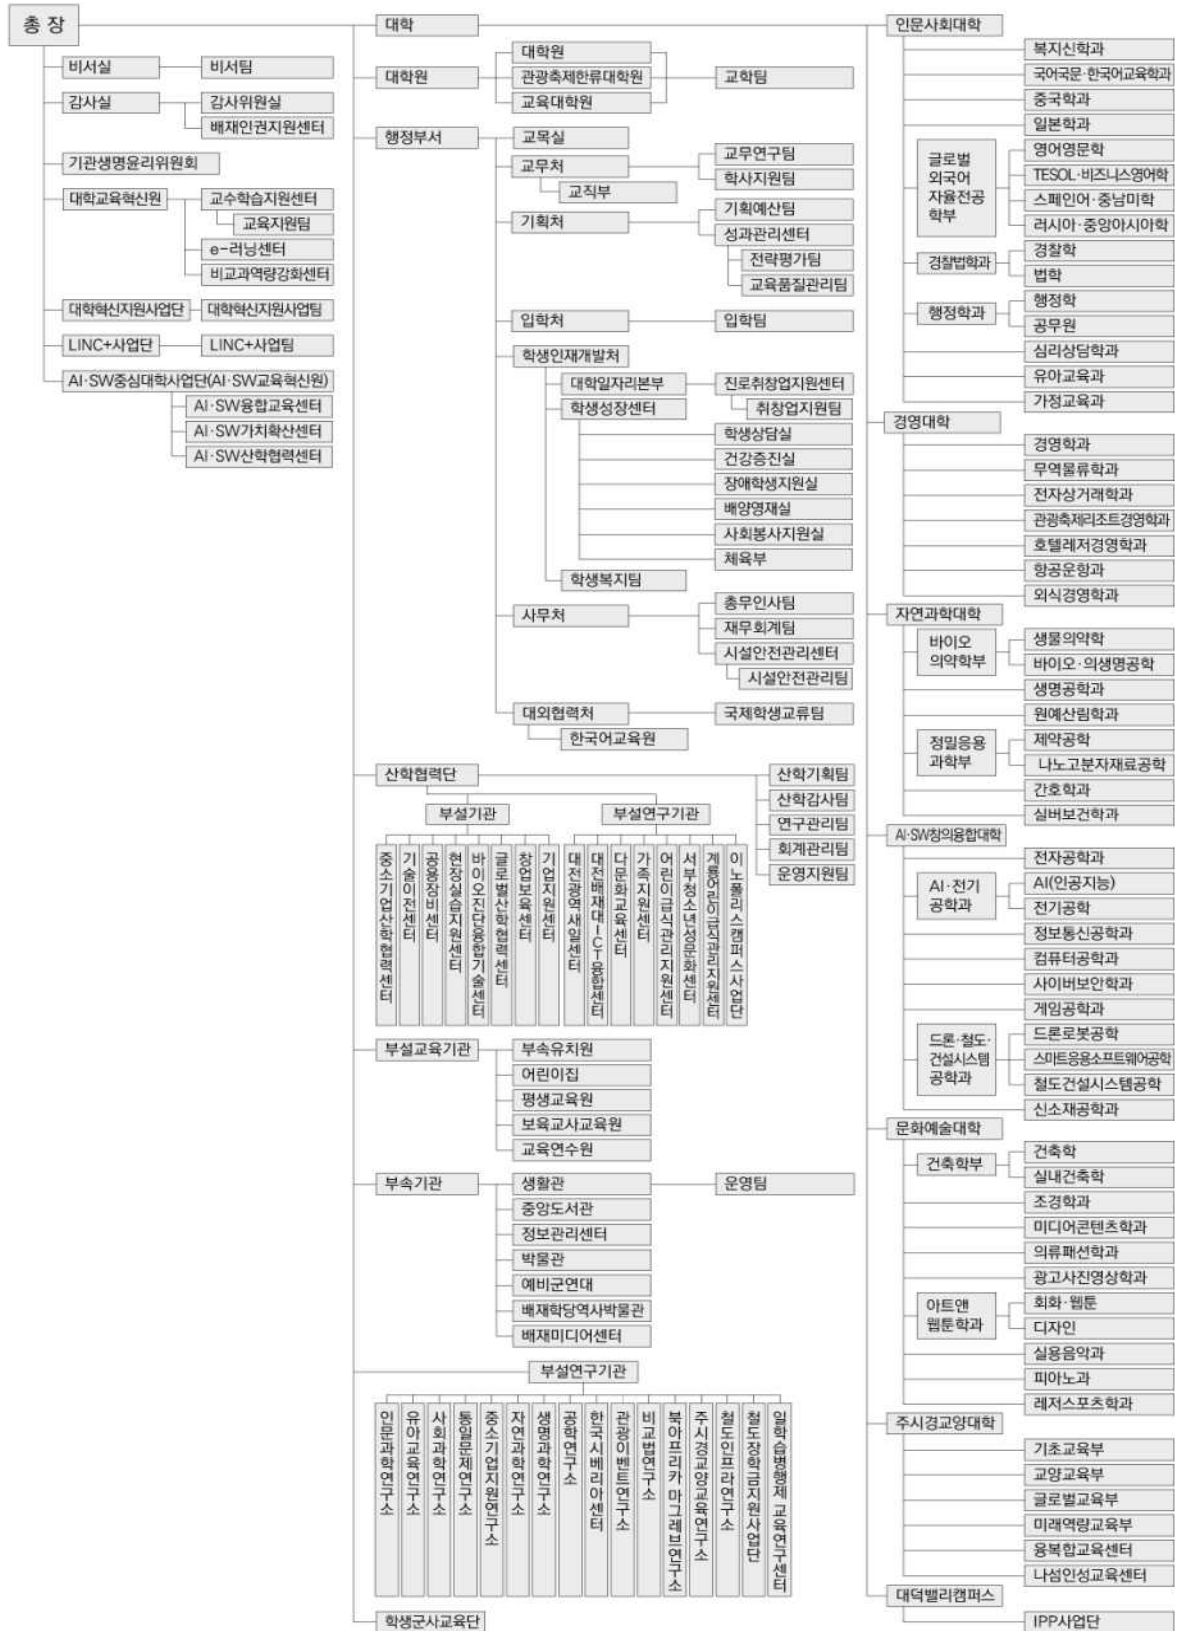 총 장
비서실
비서팀
감사실
감사위원실
배재인권지원센터
기관생명윤리위원회
대학교육혁신원
교수학습지원센터
교육지원팀
e-러닝센터
비교과역량강화센터
대학혁신지원사업단
대학혁신지원사업팀
LINC+사업단
LINC+사업팀
AI·SW중심대학사업단(AI·SW교육혁신원)
AI·SW융합교육센터
AI·SW가치확산센터
AI·SW산학협력센터
대학
대학원
대학원
관광축제한류대학원
교육대학원
교학팀
행정부서
교목실
교무처
교무연구팀
학사지원팀
교직부
기획처
기획예산팀
성과관리센터
전략평가팀
교육품질관리팀
입학처
입학팀
학생인재개발처
대학일자리본부
진로취창업지원센터
취창업지원팀
학생성장센터
학생상담실
건강증진실
장애학생지원실
배양영재실
사회봉사지원실
체육부
학생복지팀
사무처
총무인사팀
재무회계팀
시설안전관리센터
시설안전관리팀
대외협력처
국제학생교류팀
한국어교육원
산학협력단
산학기획팀
산학감사팀
연구관리팀
회계관리팀
운영지원팀
부설기관
중소기업산학협력센터
기술이전센터
공용장비센터
현장실습지원센터
바이오진단융합기술센터
글로벌산학협력센터
창업보육센터
기업지원센터
부설연구기관
대전광역새일센터
대전배재대ICT융합센터
다문화교육센터
가족지원센터
어린이급식관리지원센터
서부청소년성문화센터
계룡어린이급식관리지원센터
이노폴리스캠퍼스사업단
부설교육기관
부속유치원
어린이집
평생교육원
보육교사교육원
교육연수원
부속기관
생활관
운영팀
중앙도서관
정보관리센터
박물관
예비군연대
배재학당역사박물관
배재미디어센터
부설연구기관
인문과학연구소
유아교육연구소
사회과학연구소
통일문제연구소
중소기업지원연구소
자연과학연구소
생명과학연구소
공학연구소
한국시베리아센터
관광이벤트연구소
비교법연구소
북아프리카 마그레브연구소
주시경교양교육연구소
철도인프라연구소
철도장학금지원사업단
일학습병행제 교육연구센터
학생군사교육단
인문사회대학
복지신학과
국어국문·한국어교육학과
중국학과
일본학과
글로벌
외국어
자율전공
학부
영어영문학
TESOL·비즈니스영어학
스페인어·중남미학
러시아·중앙아시아학
경찰법학과
경찰학
법학
행정학과
행정학
공무원
심리상담학과
유아교육과
가정교육과
경영대학
경영학과
무역물류학과
전자상거래학과
관광축제리조트경영학과
호텔레저경영학과
항공운항과
외식경영학과
자연과학대학
바이오
의약학부
생물의약학
바이오·의생명공학
생명공학과
원예산림학과
정밀응용
과학부
제약공학
나노고분자재료공학
간호학과
실버보건학과
AI·SW창의융합대학
전자공학과
AI·전기
공학과
AI(인공지능)
전기공학
정보통신공학과
컴퓨터공학과
사이버보안학과
게임공학과
드론·철도·
건설시스템
공학과
드론로봇공학
스마트응용소프트웨어공학
철도건설시스템공학
신소재공학과
문화예술대학
건축학부
건축학
실내건축학
조경학과
미디어콘텐츠학과
의류패션학과
광고사진영상학과
아트앤
웹툰학과
회화·웹툰
디자인
실용음악과
피아노과
레저스포츠학과
주시경교양대학
기초교육부
교양교육부
글로벌교육부
미래역량교육부
융복합교육센터
나섬인성교육센터
대덕밸리캠퍼스
IPP사업단